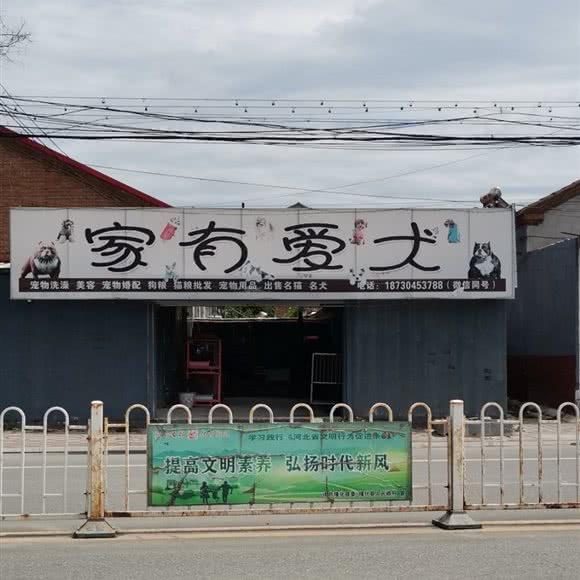 家有爱犬
宠物洗澡 美容 宠物婚配 狗粮 猫粮批发 宠物用品 出售名猫 名犬 电话：18730453788（微信同号）
学习践行《河北省文明行为促进条例》
提高文明素养 弘扬时代新风